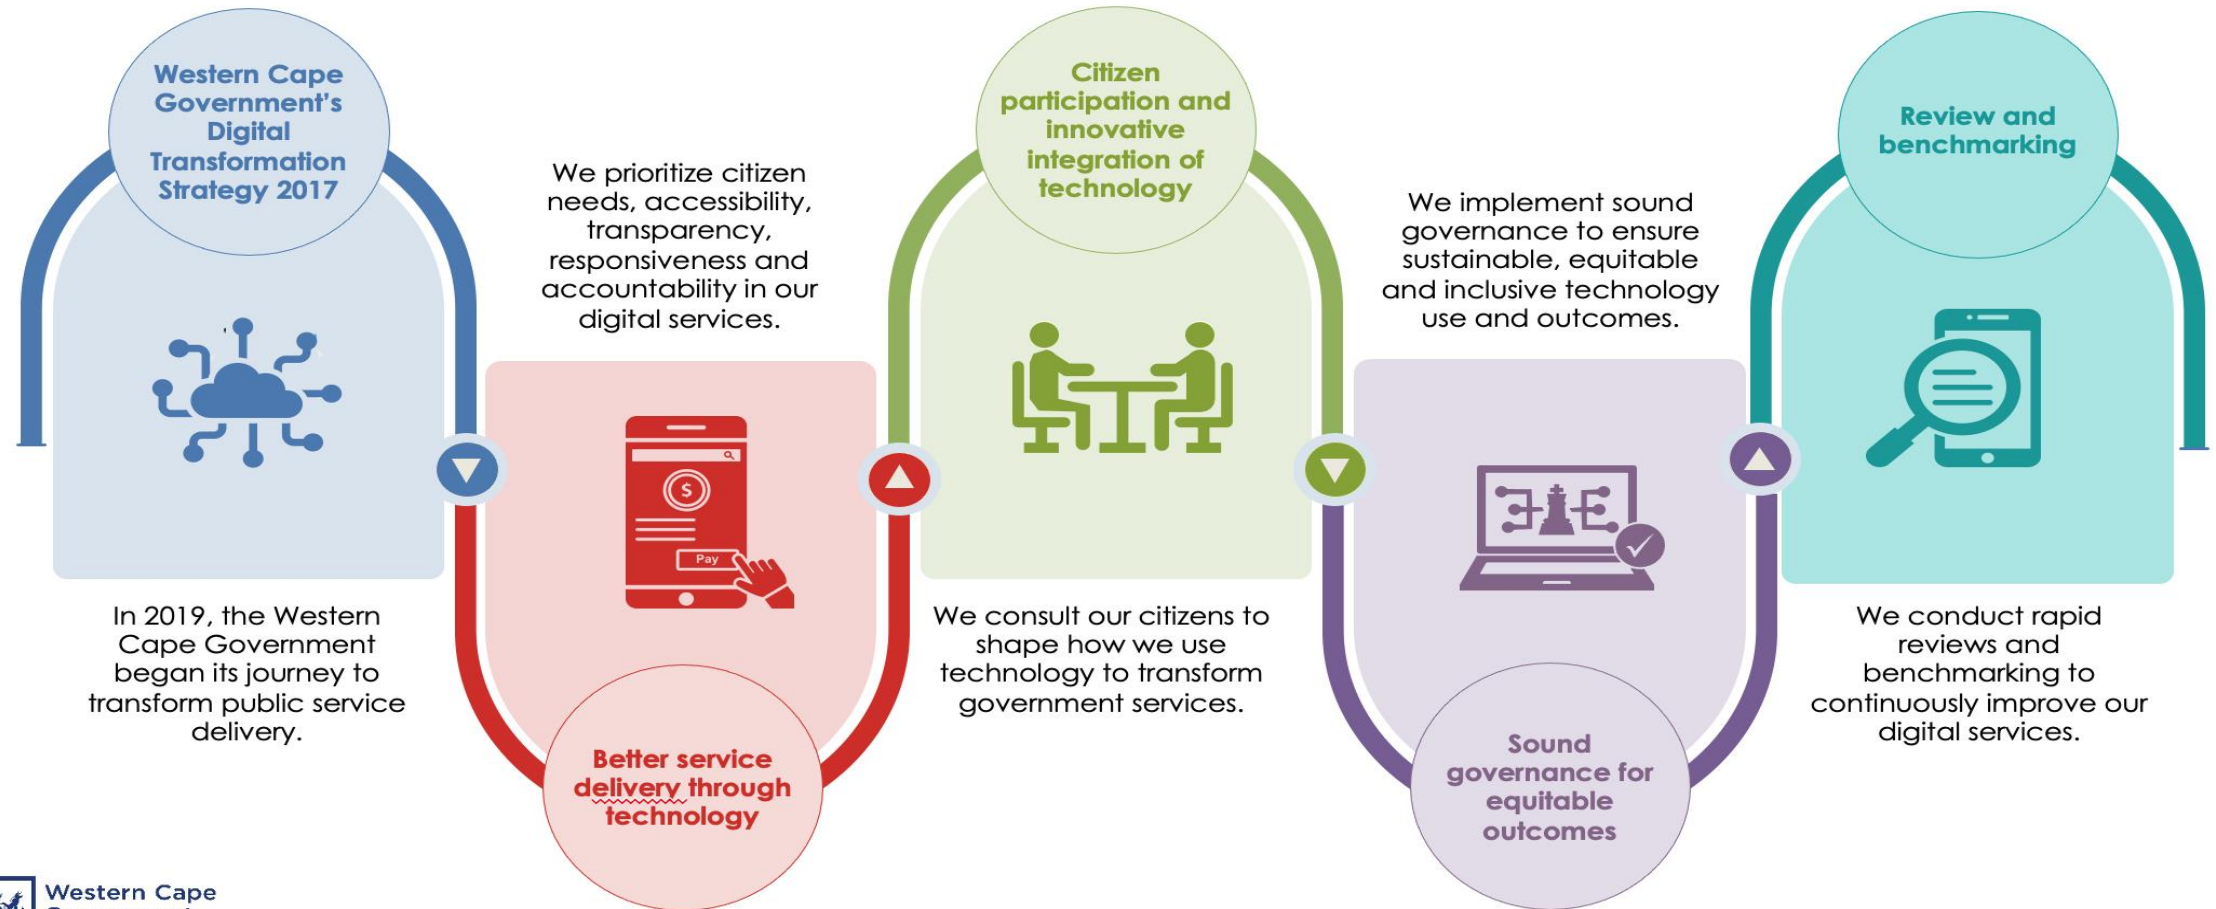 Western Cape
Government's
Digital
Transformation
Strategy 2017
In 2019, the Western
Cape Government
began its journey to
transform public service
delivery.
We prioritize citizen
needs, accessibility,
transparency,
responsiveness and
accountability in our
digital services.
$
Pay
Better service
delivery through
technology
Citizen
participation and
innovative
integration of
technology
We consult our citizens to
shape how we use
technology to transform
government services.
We implement sound
governance to ensure
sustainable, equitable
and inclusive technology
use and outcomes.
Sound
governance for
equitable
outcomes
Review and
benchmarking
We conduct rapid
reviews and
benchmarking to
continuously improve our
digital services.
Western Cape